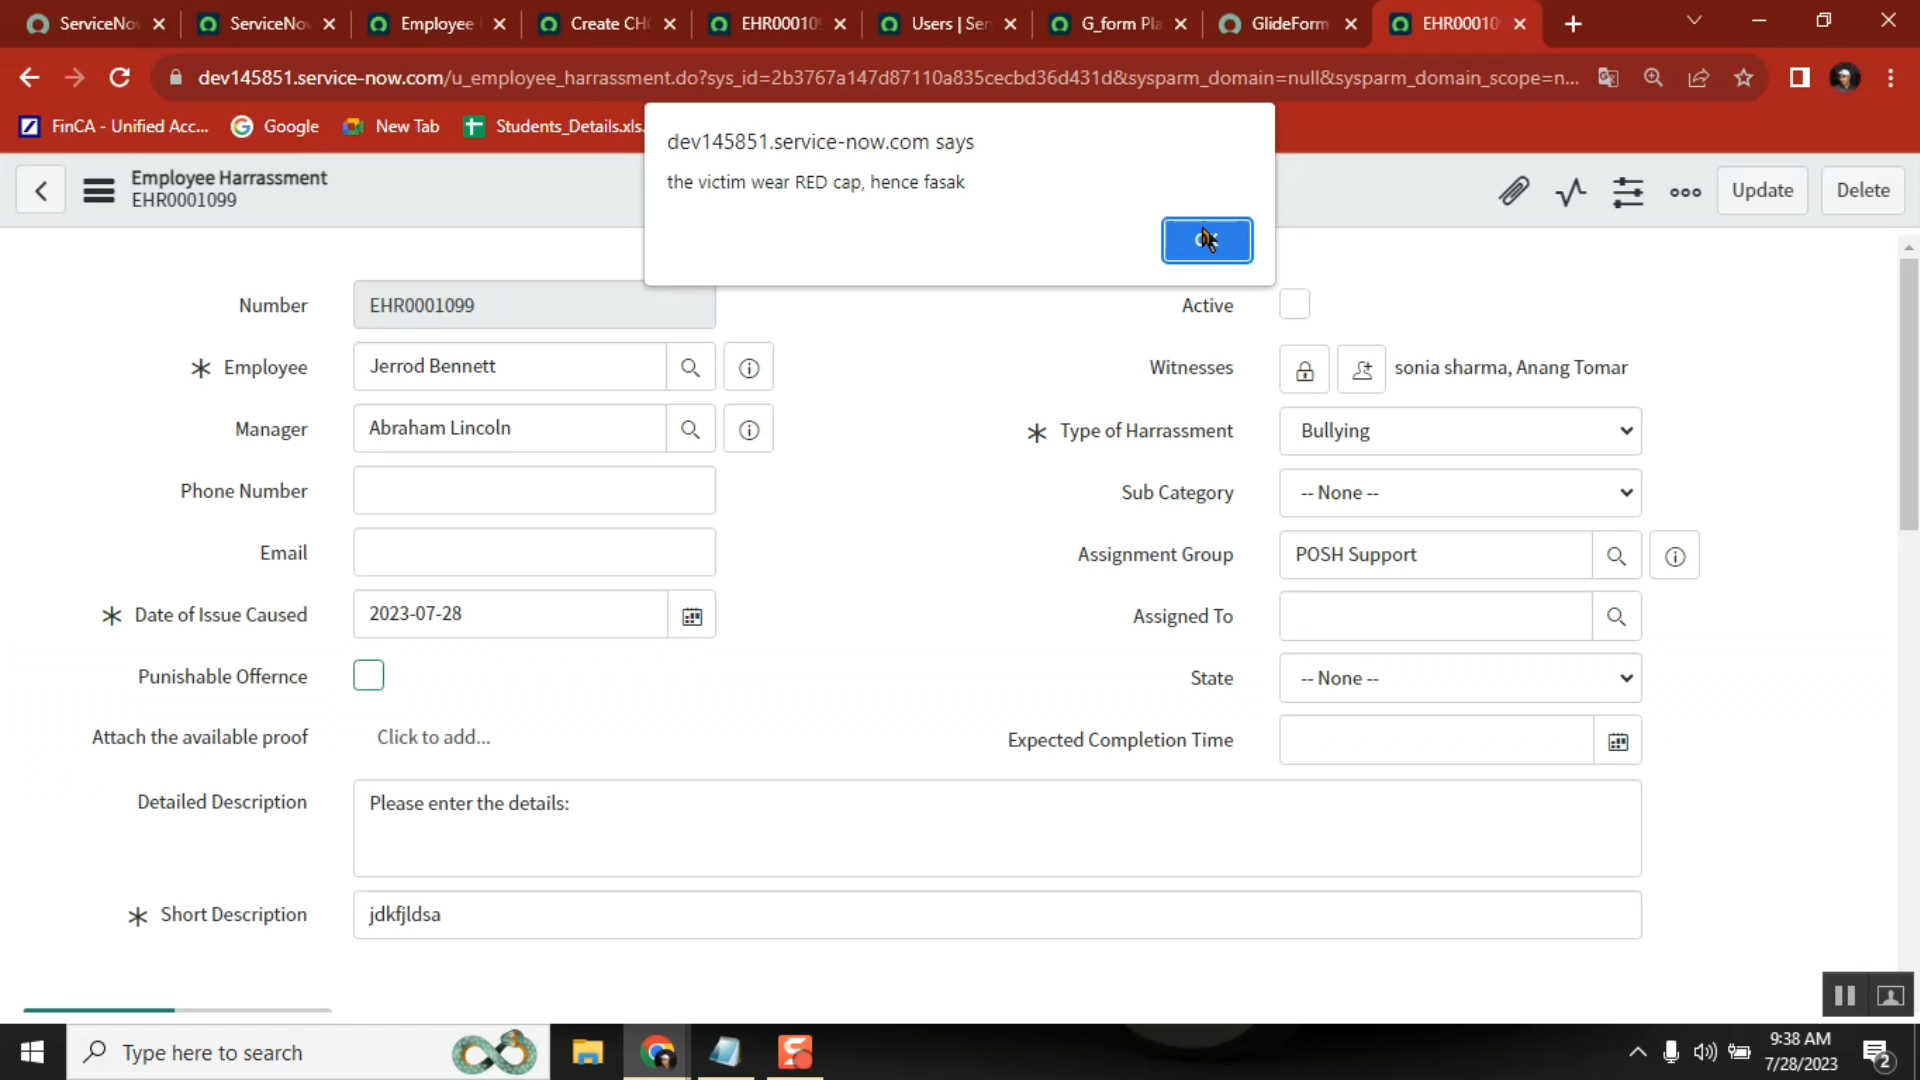 ServiceNo
ServiceNo
Employee
Create CH
EHR00010
Users | Ser
G_form Pla
GlideForm
EHR00010
dev145851.service-now.com/u_employee_harrassment.do?sys_id=2b3767a147d87110a835cecbd36d431d&sysparm_domain=null&sysparm_domain_scope=n...
FinCA - Unified Acc...
Google
New Tab
Students_Details.xls.
dev145851.service-now.com says
the victim wear RED cap, hence fasak
Employee Harrassment
EHR0001099
Update
Delete
Number
EHR0001099
Active
Employee
Jerrod Bennett
Witnesses
sonia sharma, Anang Tomar
Manager
Abraham Lincoln
Type of Harrassment
Bullying
Phone Number
Sub Category
-- None --
Email
Assignment Group
POSH Support
Date of Issue Caused
2023-07-28
Assigned To
Punishable Offernce
State
-- None --
Attach the available proof
Click to add...
Expected Completion Time
Detailed Description
Please enter the details:
Short Description
jdkfjldsa
Type here to search
9:38 AM
7/28/2023
2